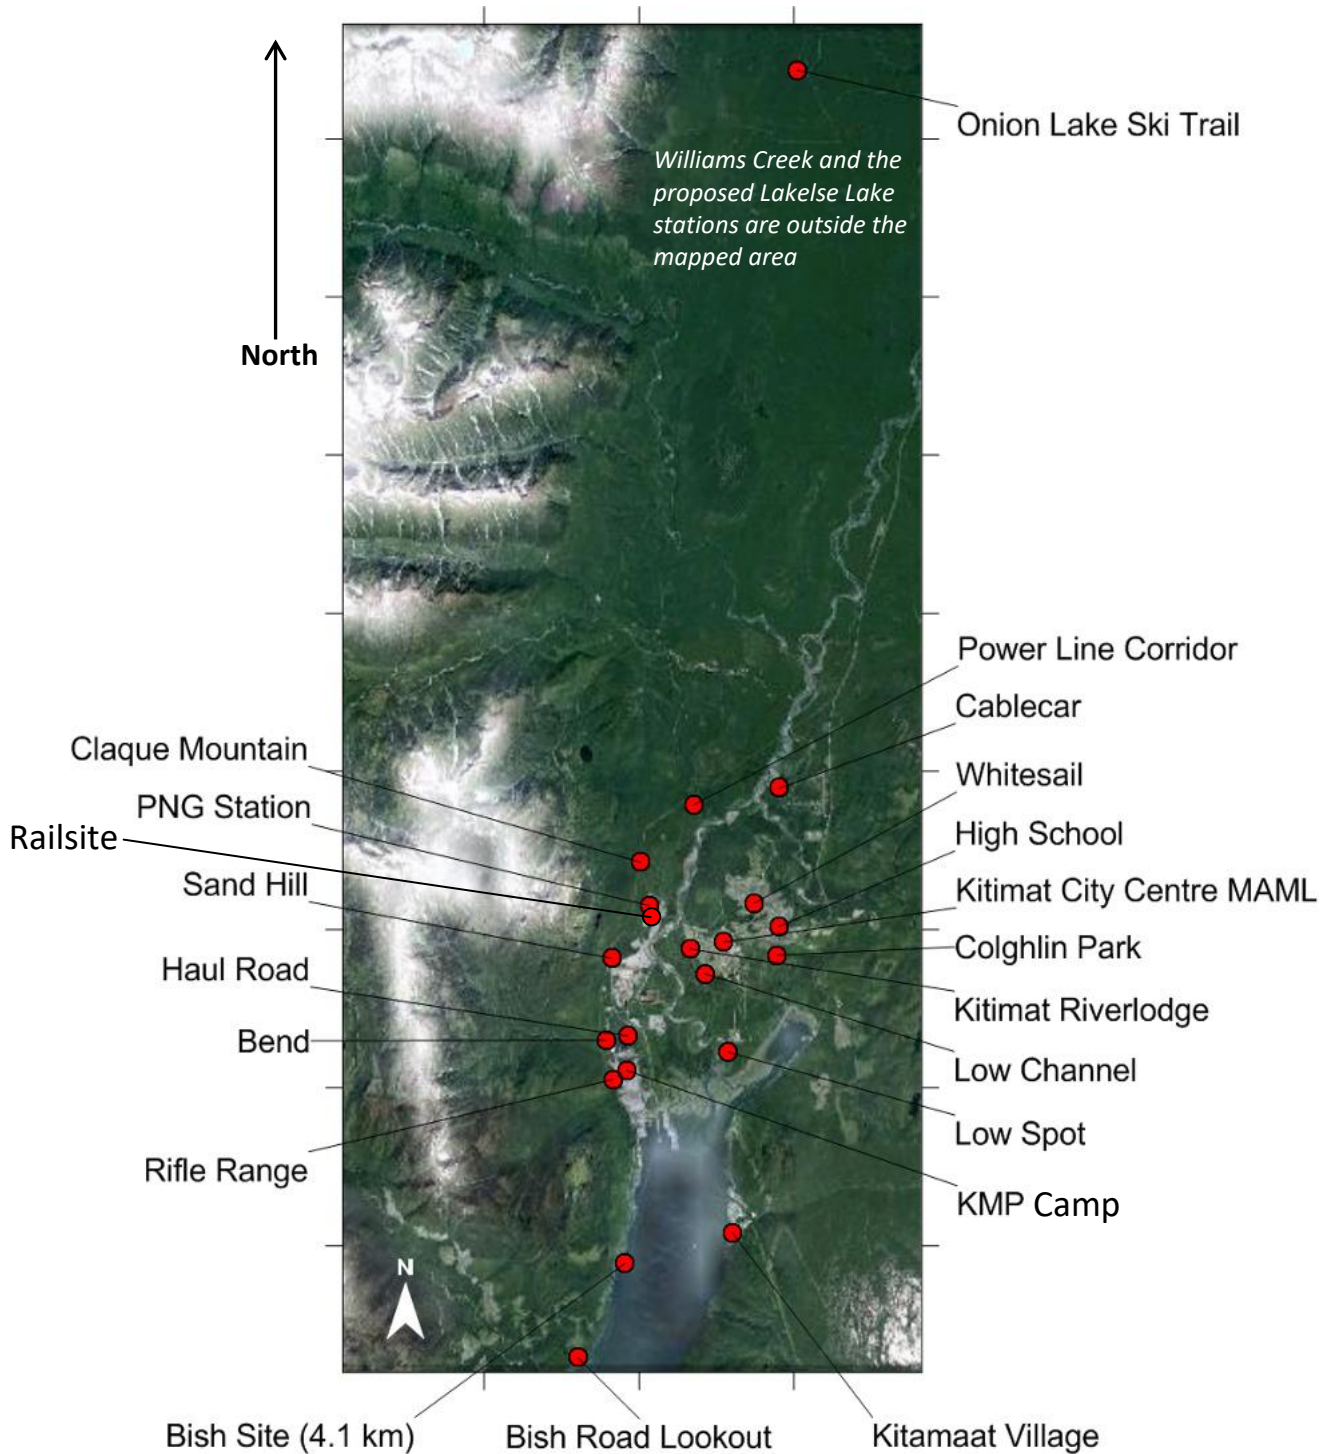 Onion Lake Ski Trail
Williams Creek and the
proposed Lakelse Lake
stations are outside the
mapped area
North
Power Line Corridor
Cablecar
Whitesail
High School
Kitimat City Centre MAML
Colghlin Park
Kitimat Riverlodge
Low Channel
Low Spot
KMP Camp
Claque Mountain
PNG Station
Railsite
Sand Hill
Haul Road
Bend
Rifle Range
N
Bish Site (4.1 km)
Bish Road Lookout
Kitamaat Village